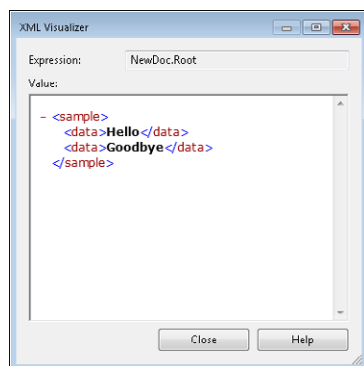 XML Visualizer
Expression: NewDoc.Root
Value:
- <sample>
<data>Hello</data>
<data>Goodbye</data>
</sample>
Close Help